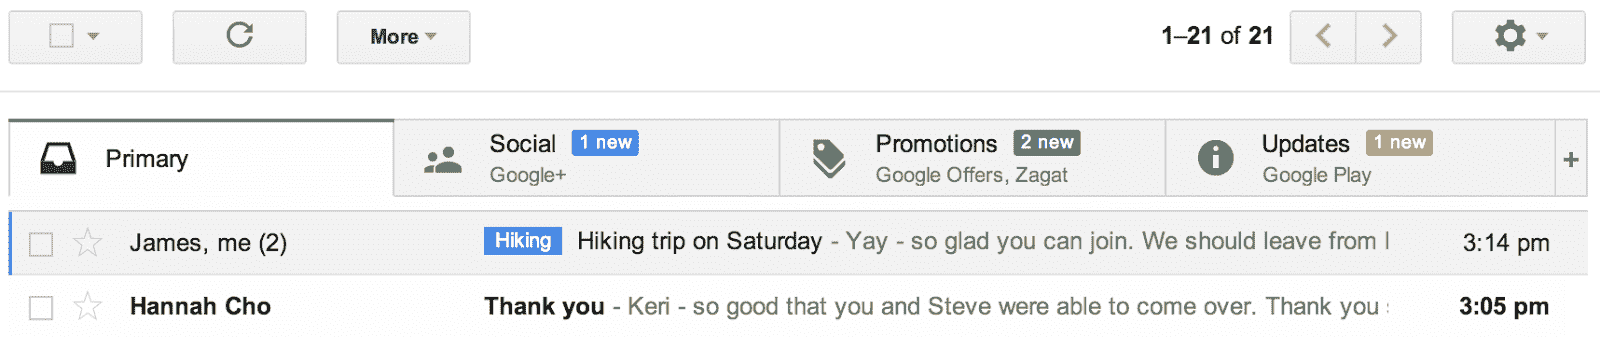 More 1–21 of 21
Primary
Social 1 new
Google+
Promotions 2 new
Google Offers, Zagat
Updates 1 new
Google Play
+
James, me (2) Hiking Hiking trip on Saturday - Yay - so glad you can join. We should leave from 3:14 pm
Hannah Cho Thank you - Keri - so good that you and Steve were able to come over. Thank you 3:05 pm